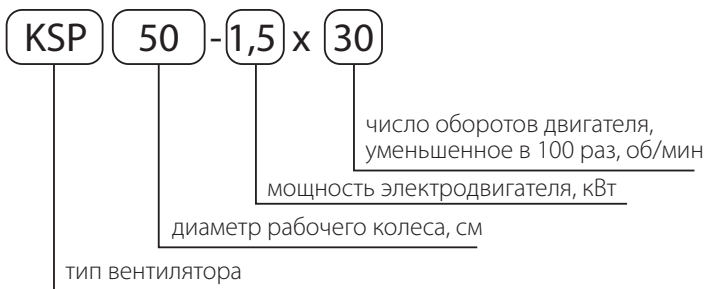 KSP 50 - 1,5 x 30
число оборотов двигателя,
уменьшенное в 100 раз, об/мин
мощность электродвигателя, кВт
диаметр рабочего колеса, см
тип вентилятора